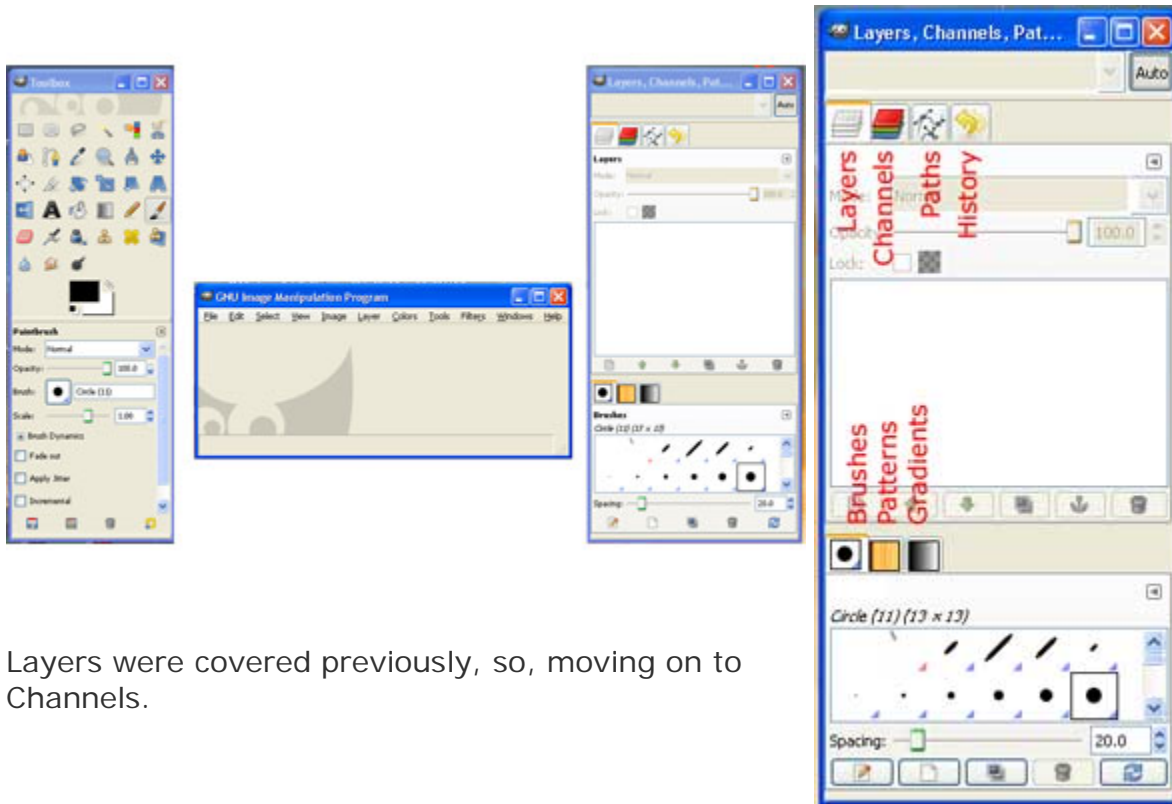 Toolbox
Paintbrush
Mode: Normal
Opacity: 100.0
Brush: Circle (11)
Scale: 1.00
Brush Dynamics
Fade out
Apply Jitter
Incremental
GNU Image Manipulation Program
File Edit Select View Image Layer Colors Tools Filters Windows Help
Layers, Channels, Pat...
Auto
Layers
Mode: Normal
Opacity: 100.0
Lock:
Brushes
Circle (11) (13 x 13)
Spacing: 20.0
Layers, Channels, Pat...
Auto
Layers
Channels
Paths
History
Opacity 100.0
Lock:
Brushes
Patterns
Gradients
Circle (11) (13 x 13)
Spacing: 20.0
Layers were covered previously, so, moving on to
Channels.